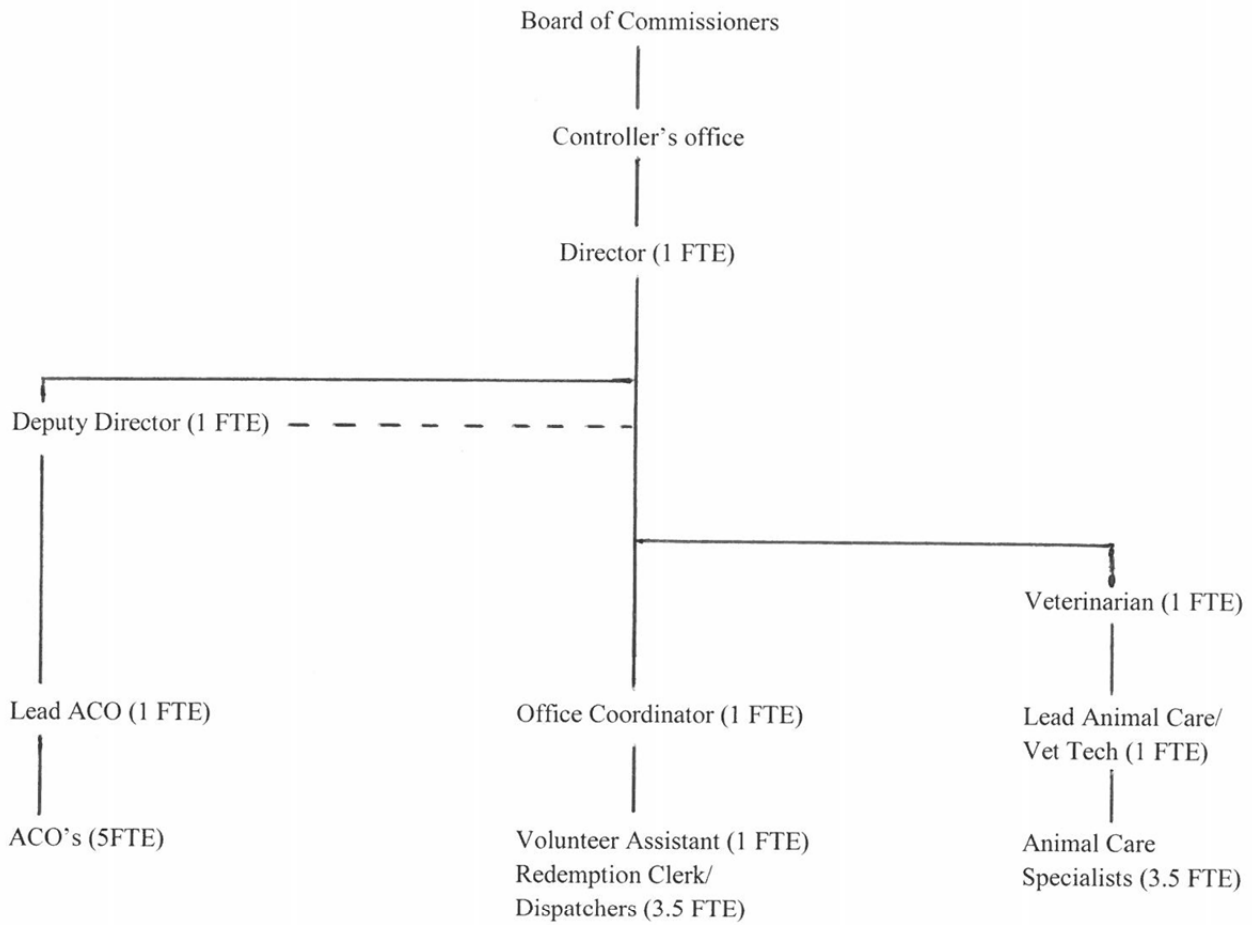 Board of Commissioners
Controller's office
Director (1 FTE)
Deputy Director (1 FTE)
Veterinarian (1 FTE)
Lead ACO (1 FTE)
Office Coordinator (1 FTE)
Lead Animal Care/
Vet Tech (1 FTE)
ACO's (5FTE)
Volunteer Assistant (1 FTE)
Redemption Clerk/
Dispatchers (3.5 FTE)
Animal Care
Specialists (3.5 FTE)